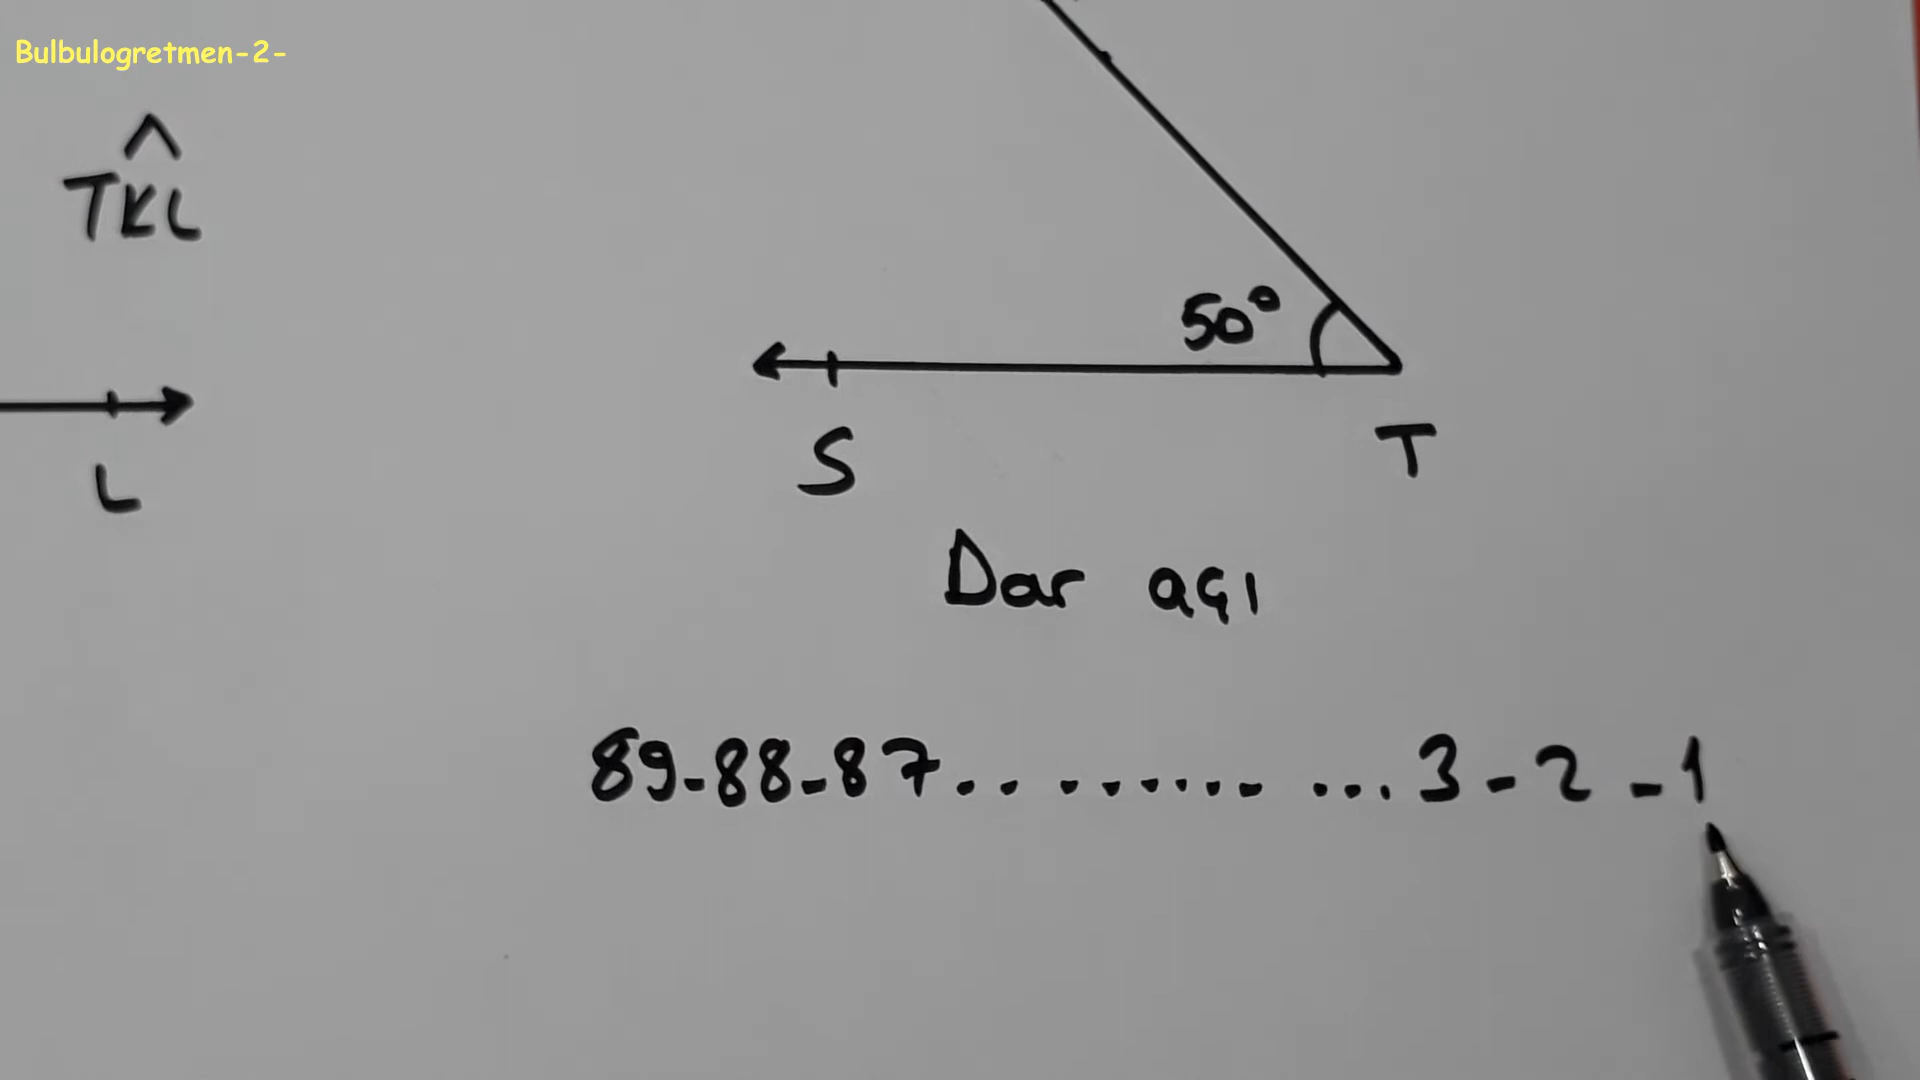 Bulbulogretmen-2-
^
TKL
L
50°
S
T
Dar açı
89-88-87.. ........ ...3-2-1